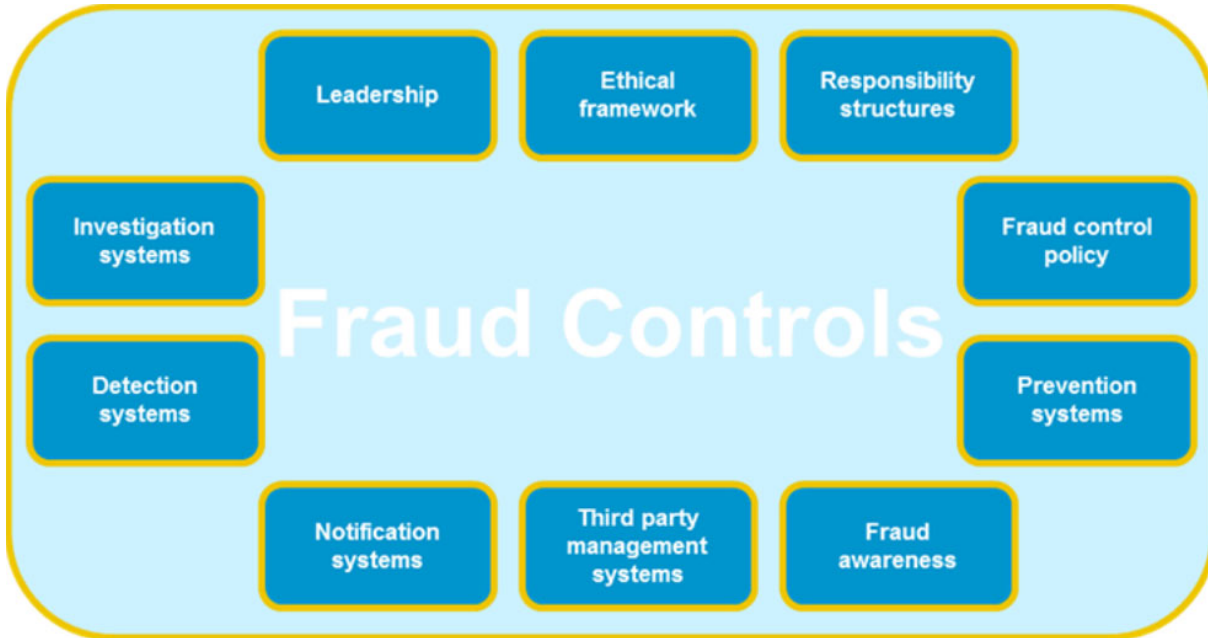 Leadership
Ethical
framework
Responsibility
structures
Investigation
systems
Fraud control
policy
Fraud Controls
Detection
systems
Prevention
systems
Notification
systems
Third party
management
systems
Fraud
awareness